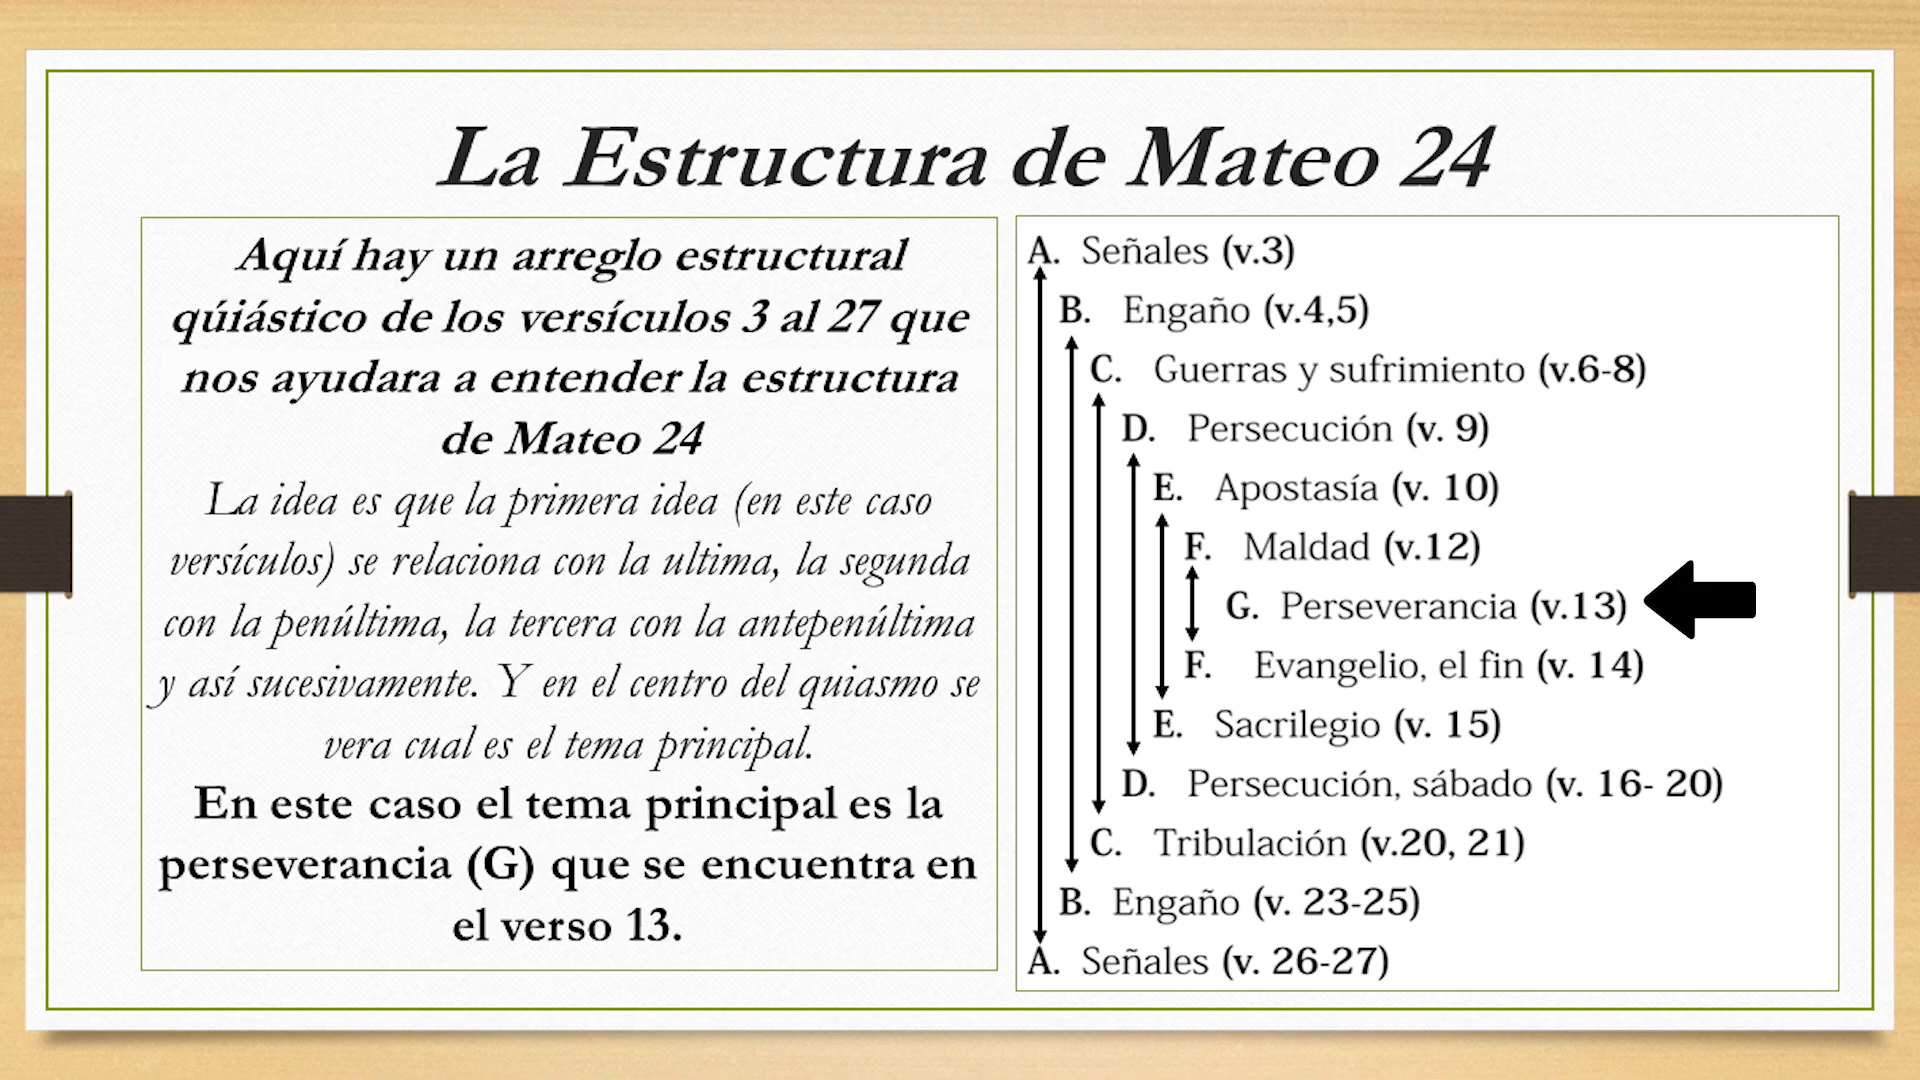 La Estructura de Mateo 24
Aquí hay un arreglo estructural
qúiástico de los versículos 3 al 27 que
nos ayudara a entender la estructura
de Mateo 24
La idea es que la primera idea (en este caso
versículos) se relaciona con la ultima, la segunda
con la penúltima, la tercera con la antepenúltima
y así sucesivamente. Y en el centro del quiasmo se
vera cual es el tema principal.
En este caso el tema principal es la
perseverancia (G) que se encuentra en
el verso 13.
A. Señales (v.3)
B. Engaño (v.4,5)
C. Guerras y sufrimiento (v.6-8)
D. Persecución (v. 9)
E. Apostasía (v. 10)
F. Maldad (v.12)
G. Perseverancia (v.13)
F. Evangelio, el fin (v. 14)
E. Sacrilegio (v. 15)
D. Persecución, sábado (v. 16- 20)
C. Tribulación (v.20, 21)
B. Engaño (v. 23-25)
A. Señales (v. 26-27)